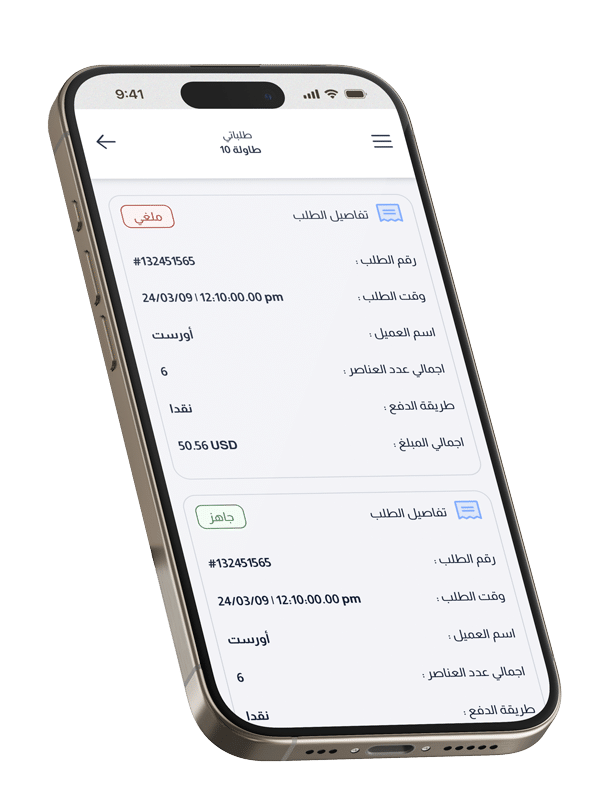 9:41
طلباتي
طاولة 10
تفاصيل الطلب ملغي
رقم الطلب : #132451565
وقت الطلب : 24/03/09 | 12:10:00.00 pm
اسم العميل : أورست
اجمالي عدد العناصر : 6
طريقة الدفع : نقدا
اجمالي المبلغ : 50.56 USD
تفاصيل الطلب جاهز
رقم الطلب : #132451565
وقت الطلب : 24/03/09 | 12:10:00.00 pm
اسم العميل : أورست
اجمالي عدد العناصر : 6
طريقة الدفع : نقدا